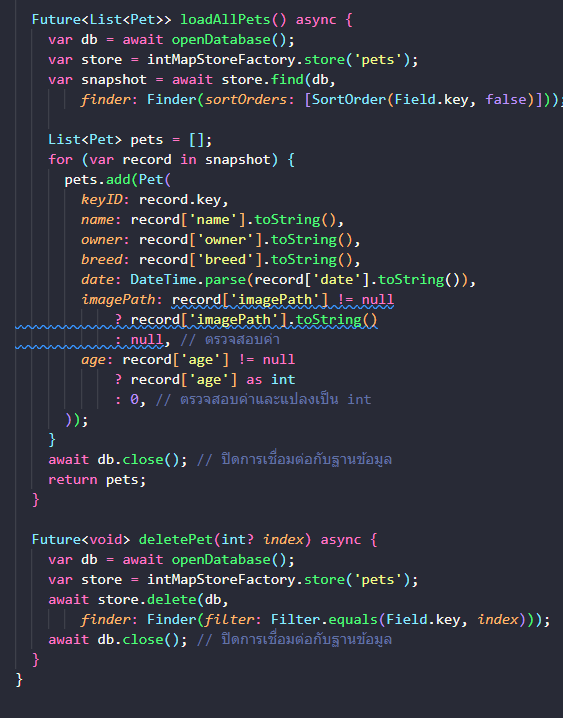 Future<List<Pet>> loadAllPets() async {
var db = await openDatabase();
var store = intMapStoreFactory.store('pets');
var snapshot = await store.find(db,
finder: Finder(sortOrders: [SortOrder(Field.key, false)]));
List<Pet> pets = [];
for (var record in snapshot) {
pets.add(Pet(
keyID: record.key,
name: record['name'].toString(),
owner: record['owner'].toString(),
breed: record['breed'].toString(),
date: DateTime.parse(record['date'].toString()),
imagePath: record['imagePath'] != null
? record['imagePath'].toString()
: null, // ตรวจสอบค่า
age: record['age'] != null
? record['age'] as int
: 0, // ตรวจสอบค่าและแปลงเป็น int
));
}
await db.close(); // ปิดการเชื่อมต่อกับฐานข้อมูล
return pets;
}
Future<void> deletePet(int? index) async {
var db = await openDatabase();
var store = intMapStoreFactory.store('pets');
await store.delete(db,
finder: Finder(filter: Filter.equals(Field.key, index)));
await db.close(); // ปิดการเชื่อมต่อกับฐานข้อมูล
}
}